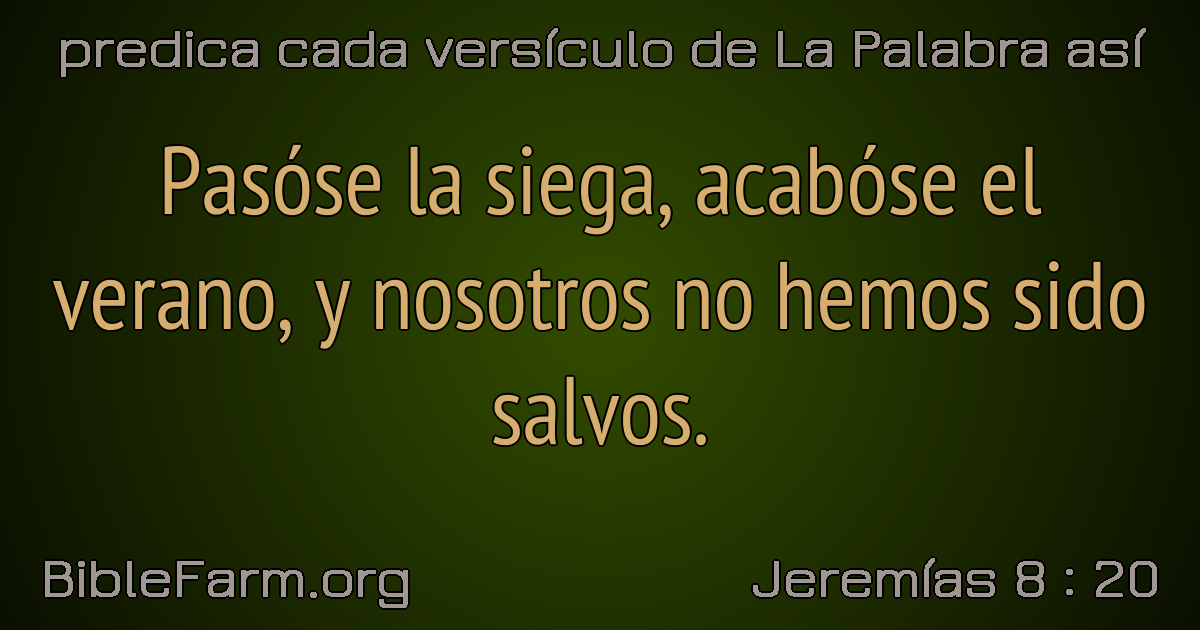 predica cada versículo de La Palabra así
Pasóse la siega, acabóse el
verano, y nosotros no hemos sido
salvos.
BibleFarm.org
Jeremías 8 : 20